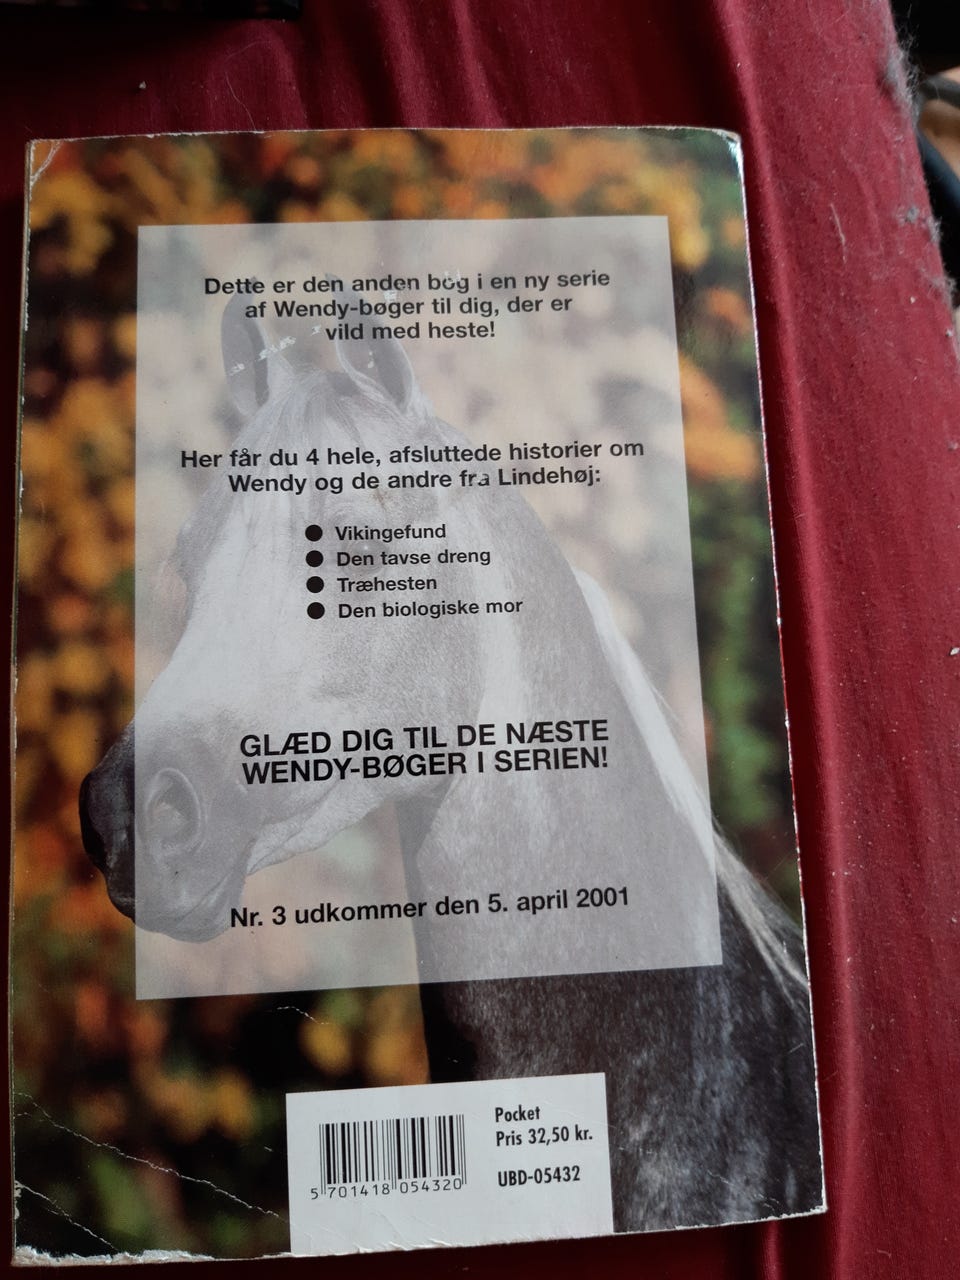 Dette er den anden bog i en ny serie
af Wendy-bøger til dig, der er
vild med heste!
Her får du 4 hele, afsluttede historier om
Wendy og de andre fra Lindehøj:
● Vikingefund
● Den tavse dreng
● Træhesten
● Den biologiske mor
GLÆD DIG TIL DE NÆSTE
WENDY-BØGER I SERIEN!
Nr. 3 udkommer den 5. april 2001
Pocket
Pris 32,50 kr.
UBD-05432
5 701418 054320